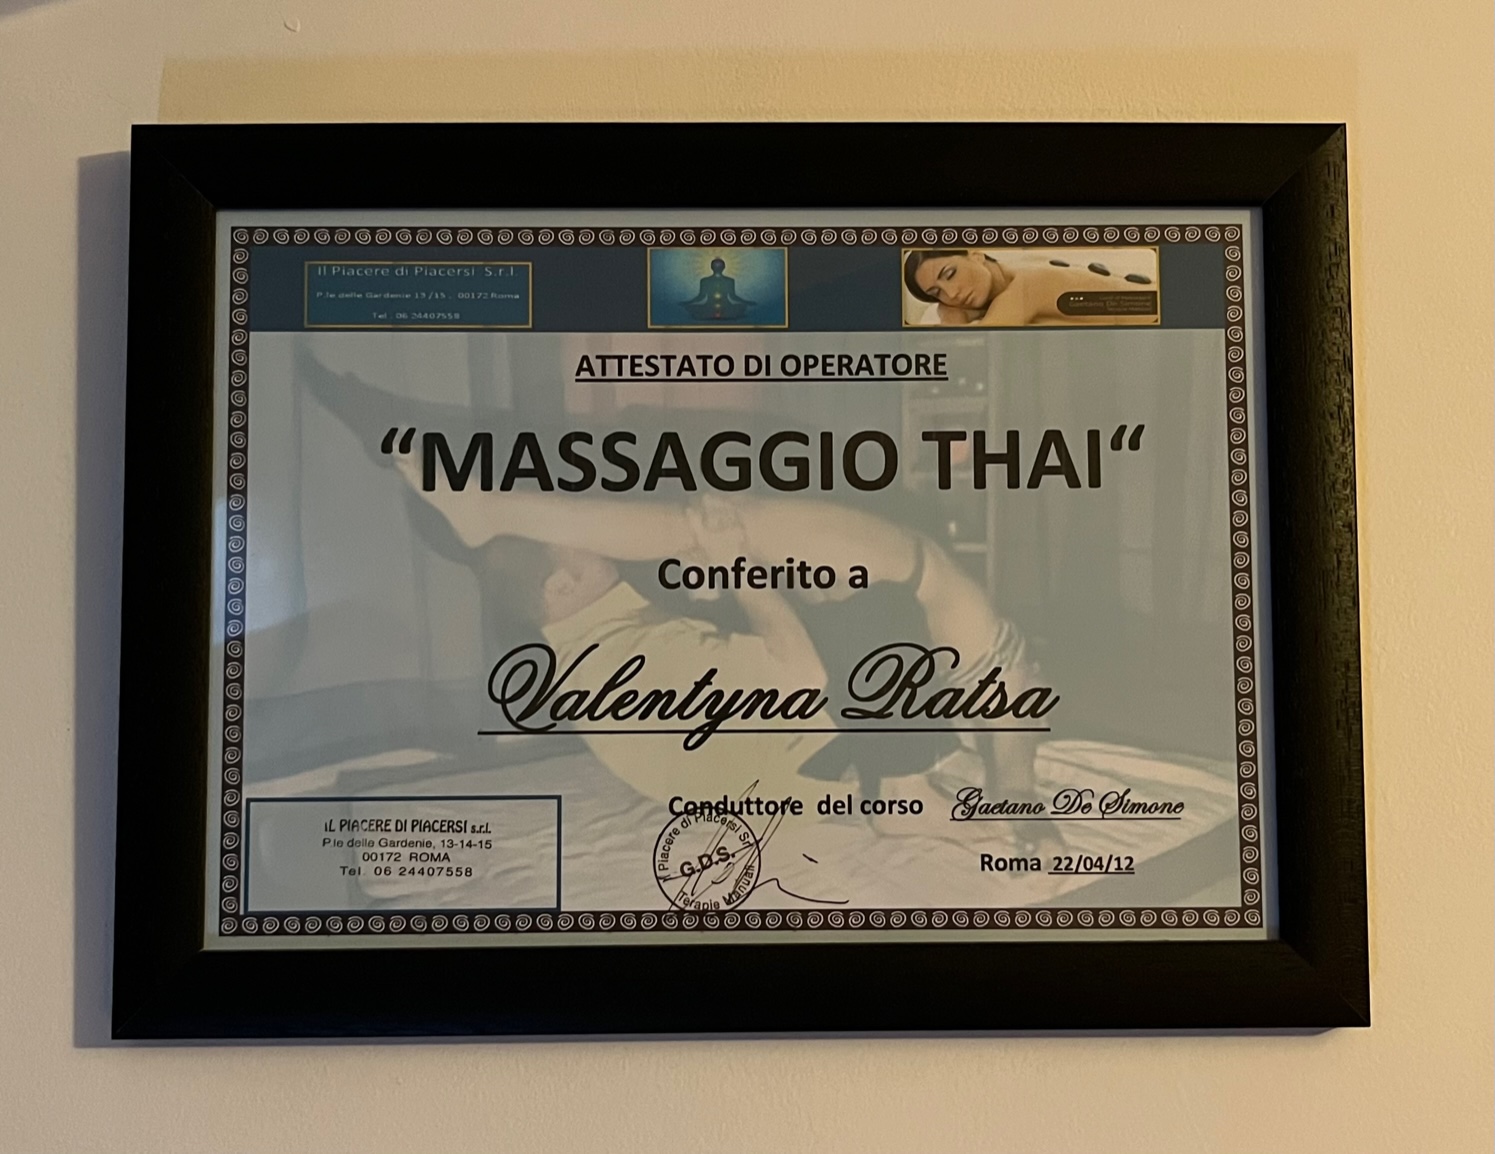 Il Piacere di Piacersi S.r.l.
P.le delle Gardenie 13/15 . 00172 Roma
Tel . 06 24407558
ATTESTATO DI OPERATORE
“MASSAGGIO THAI“
Conferito a
Valentyna Ratsa
Conduttore del corso Gaetano De Simone
Roma 22/04/12
IL PIACERE DI PIACERSI s.r.l.
P.le delle Gardenie, 13-14-15
00172 ROMA
Tel. 06 24407558
Il Piacere di Piacersi Srl
G.D.S.
Terapie Manuali